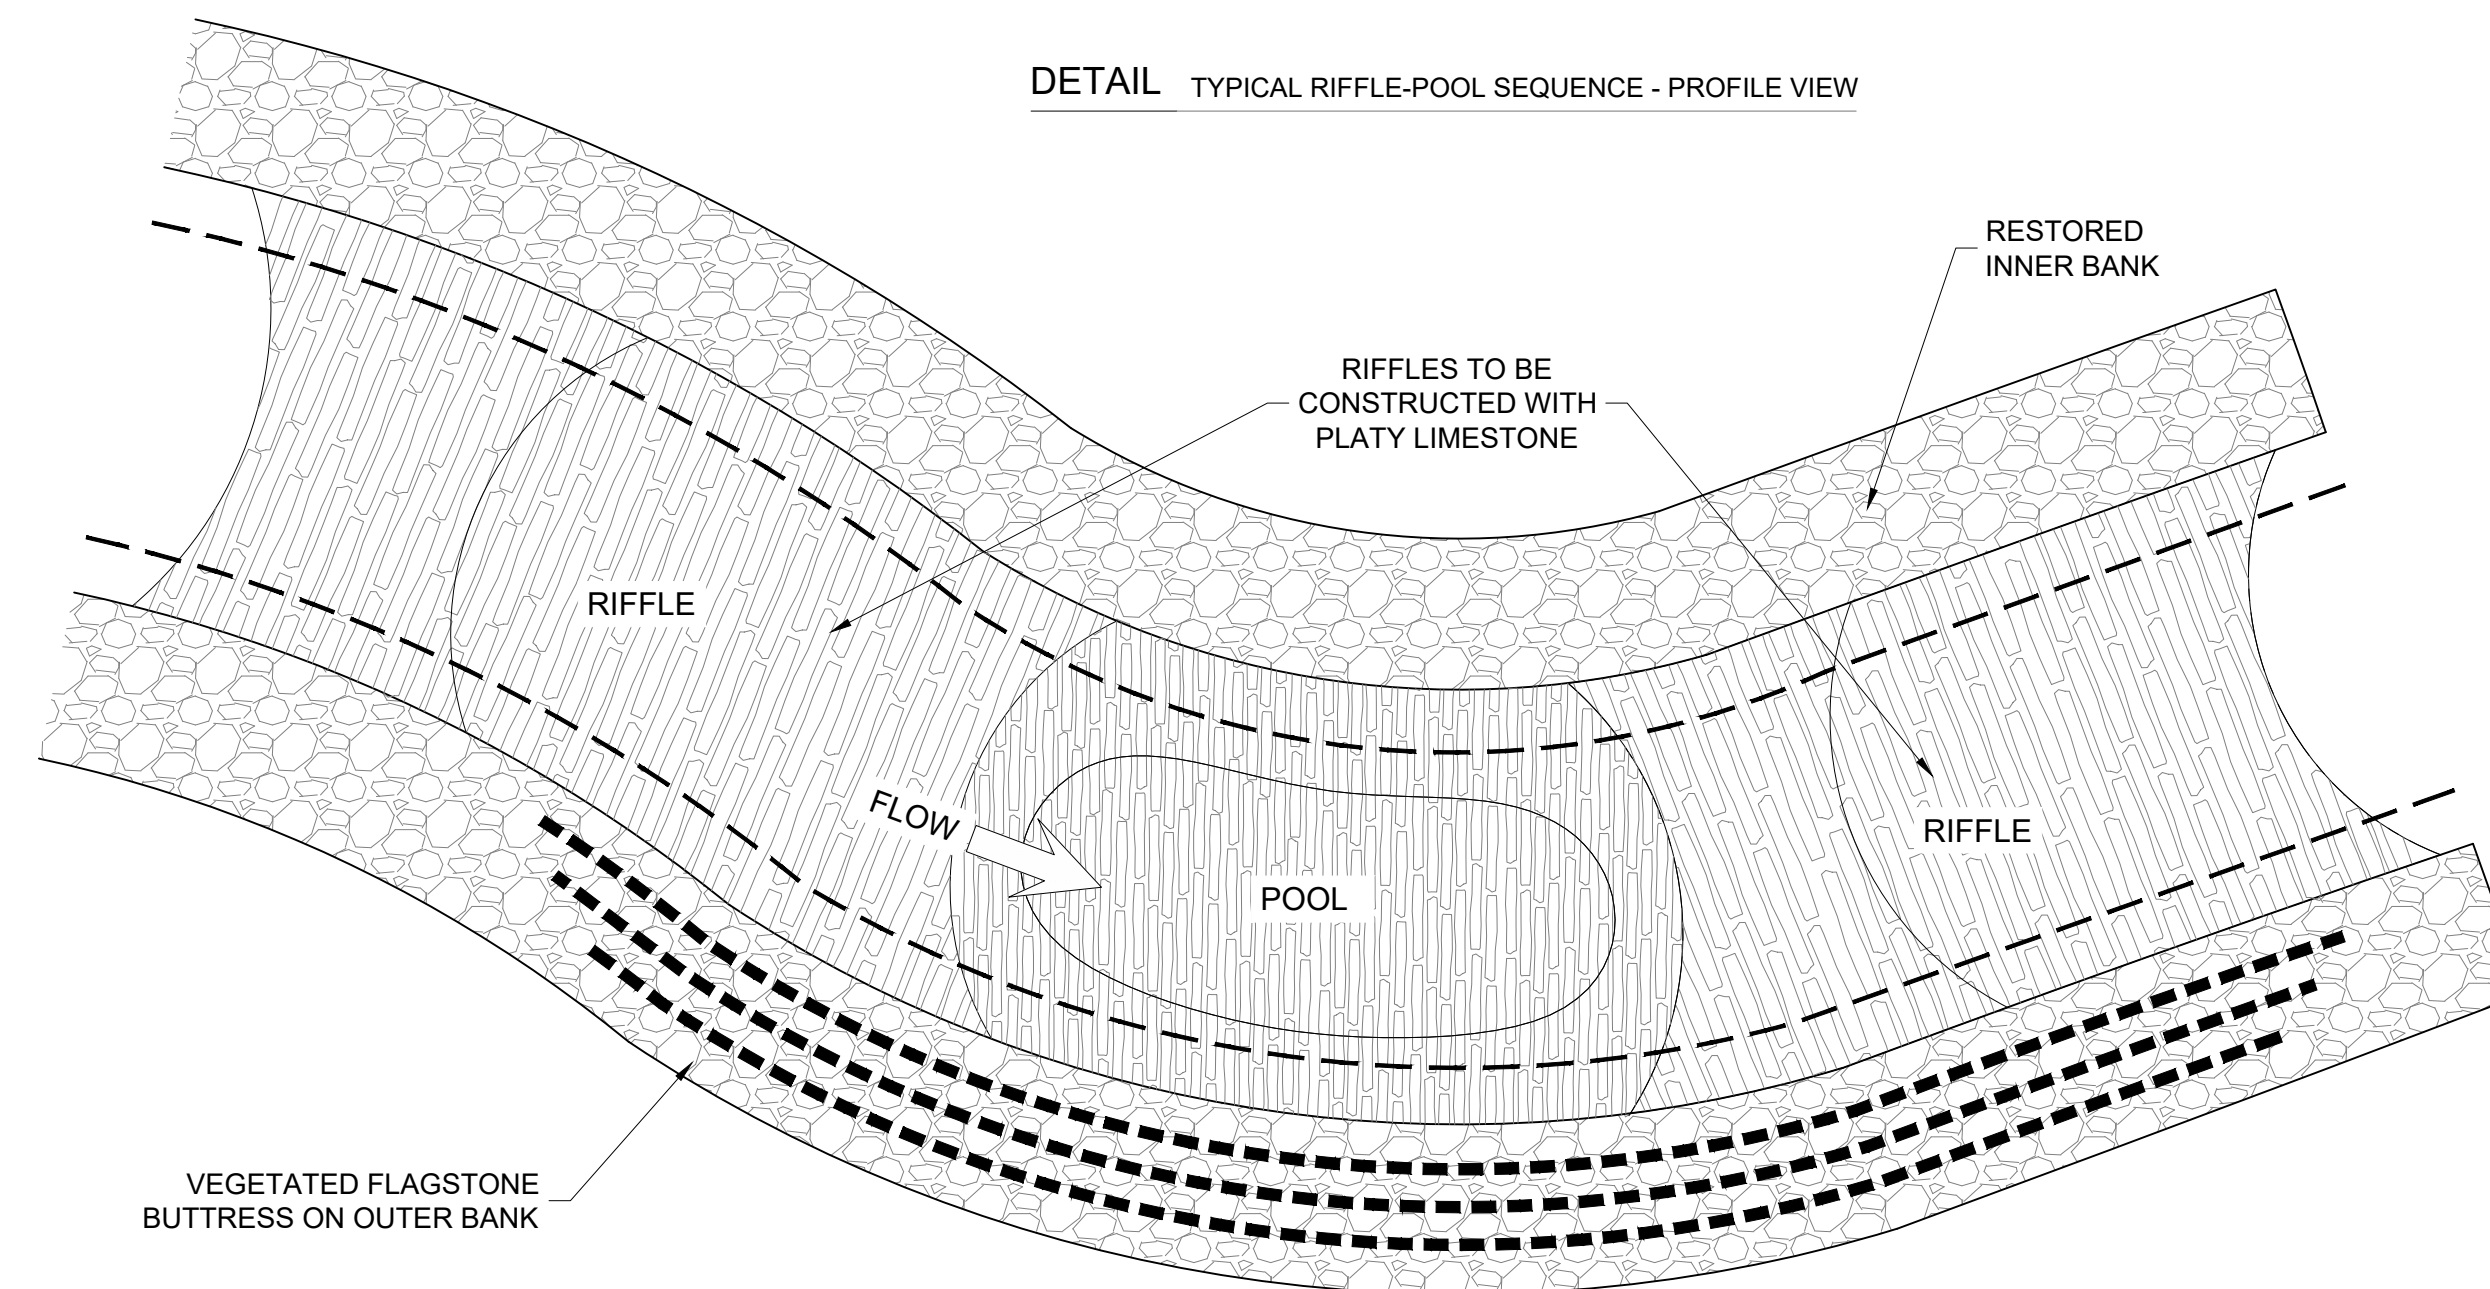 DETAIL TYPICAL RIFFLE-POOL SEQUENCE - PROFILE VIEW
RESTORED
INNER BANK
RIFFLES TO BE
CONSTRUCTED WITH
PLATY LIMESTONE
RIFFLE
FLOW
RIFFLE
POOL
VEGETATED FLAGSTONE
BUTTRESS ON OUTER BANK